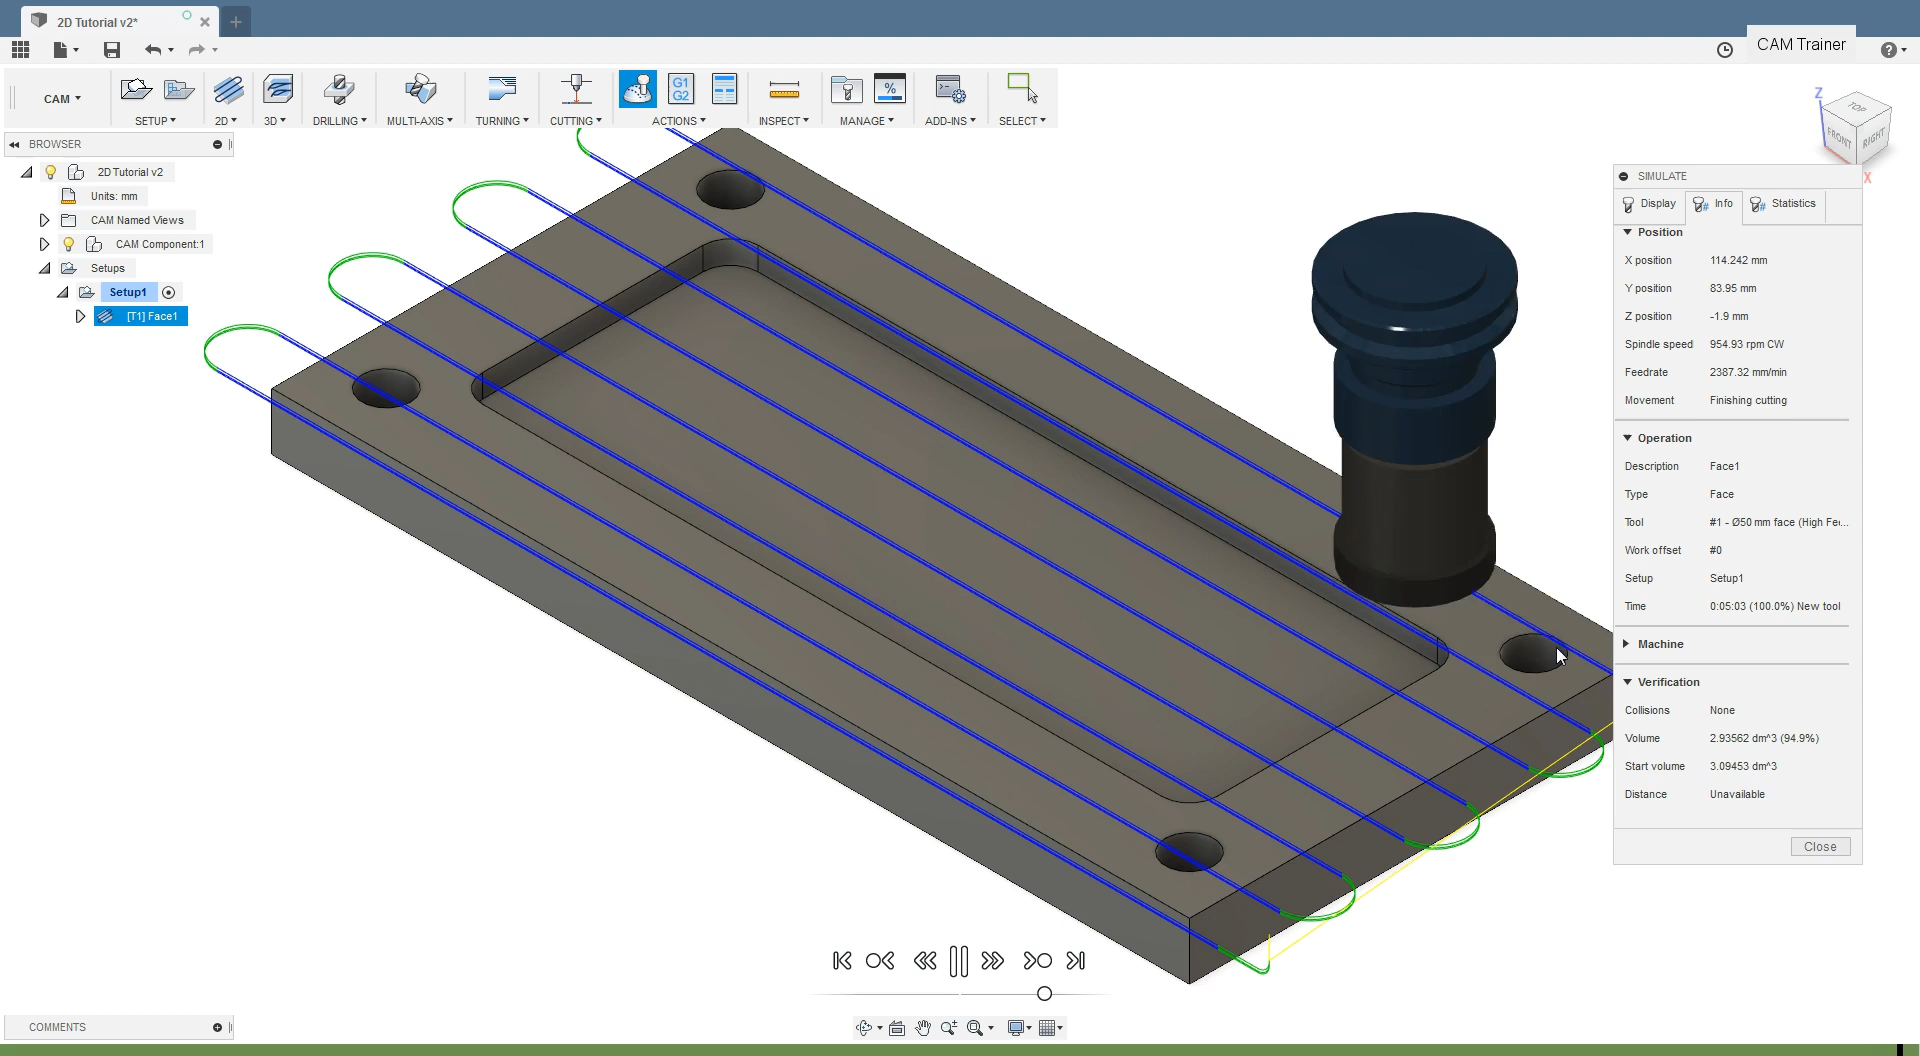 2D Tutorial v2*
CAM Trainer
CAM
G1
G2
%
SETUP 2D 3D DRILLING MULTI-AXIS TURNING CUTTING ACTIONS INSPECT MANAGE ADD-INS SELECT
BROWSER
2D Tutorial v2
Units: mm
CAM Named Views
CAM Component:1
Setups
Setup1
[T1] Face1
Z
TOP
FRONT
RIGHT
X
SIMULATE
Display Info Statistics
Position
X position 114.242 mm
Y position 83.95 mm
Z position -1.9 mm
Spindle speed 954.93 rpm CW
Feedrate 2387.32 mm/min
Movement Finishing cutting
Operation
Description Face1
Type Face
Tool #1 - Ø50 mm face (High Fe...
Work offset #0
Setup Setup1
Time 0:05:03 (100.0%) New tool
Machine
Verification
Collisions None
Volume 2.93562 dm^3 (94.9%)
Start volume 3.09453 dm^3
Distance Unavailable
Close
COMMENTS